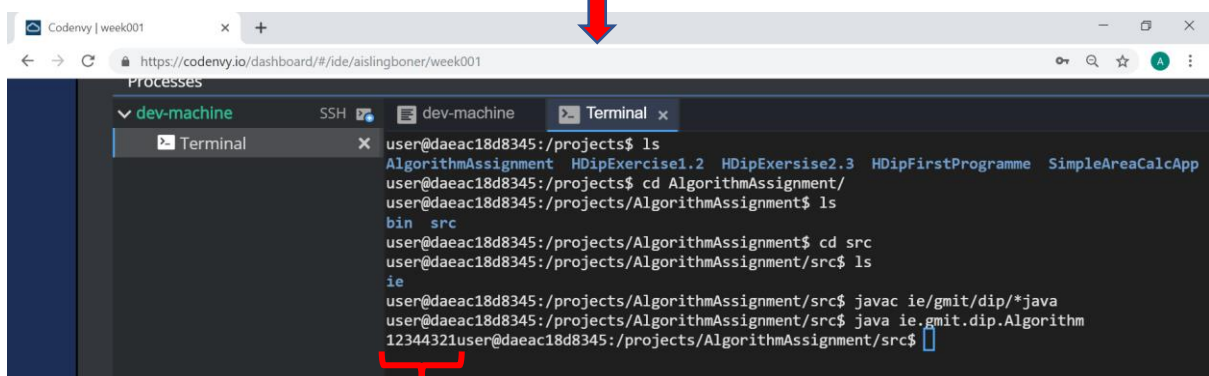 Codenvy | week001
https://codenvy.io/dashboard/#/ide/aislingboner/week001
A
Processes
dev-machine SSH dev-machine Terminal
Terminal
user@daeac18d8345:/projects$ ls
AlgorithmAssignment HDipExercise1.2 HDipExersise2.3 HDipFirstProgramme SimpleAreaCalcApp
user@daeac18d8345:/projects$ cd AlgorithmAssignment/
user@daeac18d8345:/projects/AlgorithmAssignment$ ls
bin src
user@daeac18d8345:/projects/AlgorithmAssignment$ cd src
user@daeac18d8345:/projects/AlgorithmAssignment/src$ ls
ie
user@daeac18d8345:/projects/AlgorithmAssignment/src$ javac ie/gmit/dip/*java
user@daeac18d8345:/projects/AlgorithmAssignment/src$ java ie.gmit.dip.Algorithm
12344321user@daeac18d8345:/projects/AlgorithmAssignment/src$